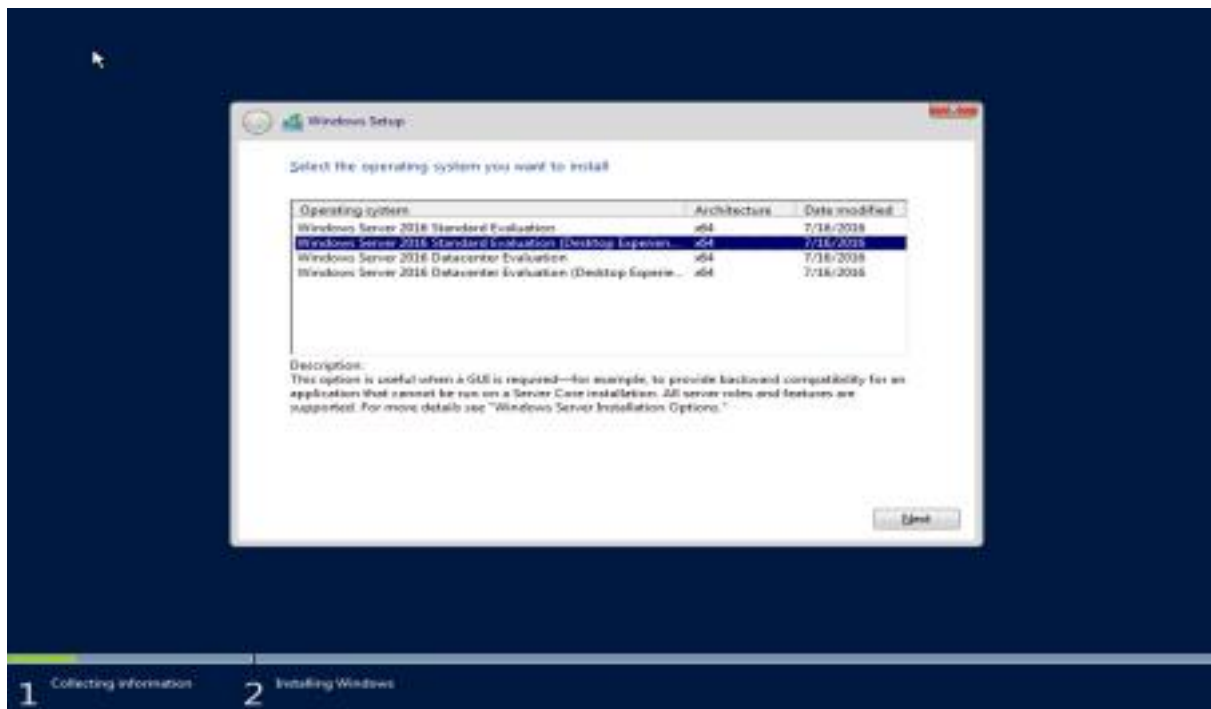 Windows Setup
Select the operating system you want to install
Operating system Architecture Date modified
Windows Server 2016 Standard Evaluation x64 7/16/2016
Windows Server 2016 Standard Evaluation (Desktop Experien... x64 7/16/2016
Windows Server 2016 Datacenter Evaluation x64 7/16/2016
Windows Server 2016 Datacenter Evaluation (Desktop Experie... x64 7/16/2016
Description:
This option is useful when a GUI is required—for example, to provide backward compatibility for an
application that cannot be run on a Server Core installation. All server roles and features are
supported. For more details see "Windows Server Installation Options."
Next
1 Collecting information 2 Installing Windows